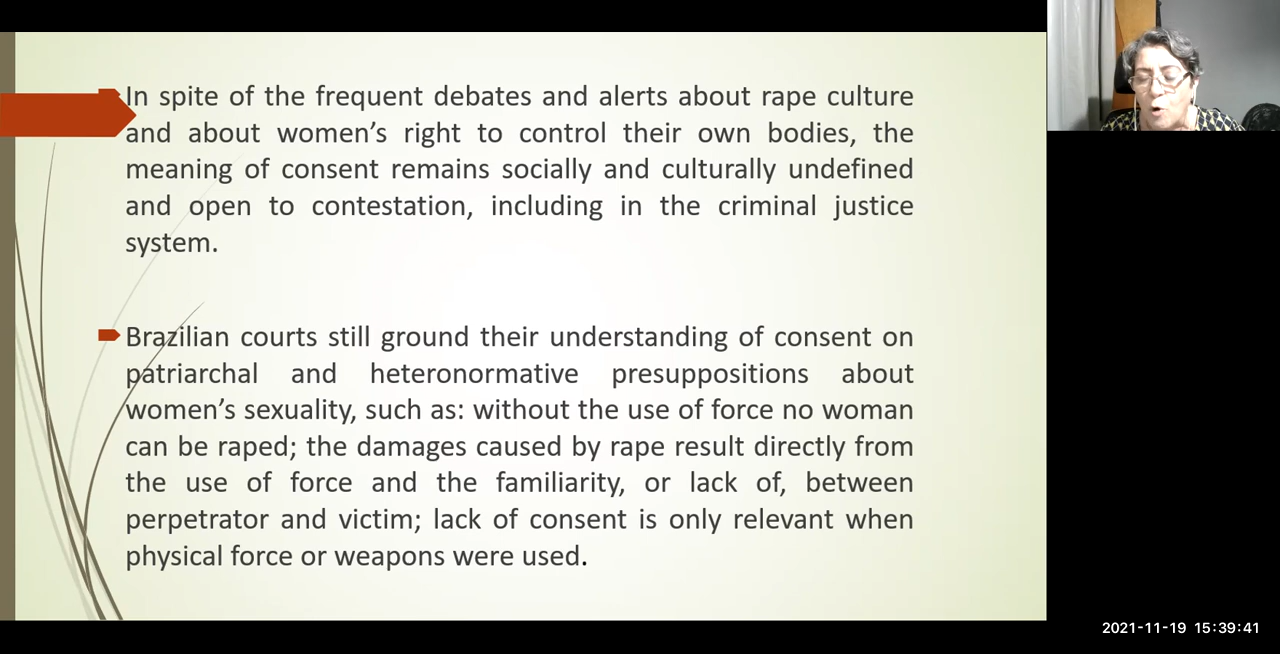 In spite of the frequent debates and alerts about rape culture
and about women’s right to control their own bodies, the
meaning of consent remains socially and culturally undefined
and open to contestation, including in the criminal justice
system.
Brazilian courts still ground their understanding of consent on
patriarchal and heteronormative presuppositions about
women’s sexuality, such as: without the use of force no woman
can be raped; the damages caused by rape result directly from
the use of force and the familiarity, or lack of, between
perpetrator and victim; lack of consent is only relevant when
physical force or weapons were used.
2021-11-19 15:39:41